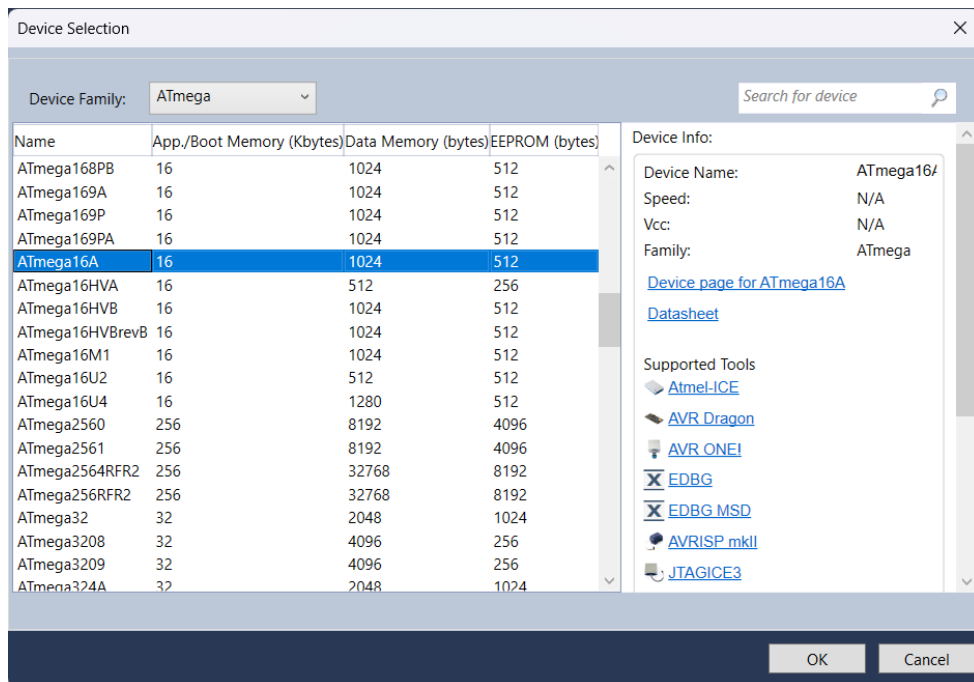 Device Selection
Device Family: ATmega
Search for device
Name App./Boot Memory (Kbytes) Data Memory (bytes) EEPROM (bytes)
ATmega168PB 16 1024 512
ATmega169A 16 1024 512
ATmega169P 16 1024 512
ATmega169PA 16 1024 512
ATmega16A 16 1024 512
ATmega16HVA 16 512 256
ATmega16HVB 16 1024 512
ATmega16HVBrevB 16 1024 512
ATmega16M1 16 1024 512
ATmega16U2 16 512 512
ATmega16U4 16 1280 512
ATmega2560 256 8192 4096
ATmega2561 256 8192 4096
ATmega2564RFR2 256 32768 8192
ATmega256RFR2 256 32768 8192
ATmega32 32 2048 1024
ATmega3208 32 4096 256
ATmega3209 32 4096 256
ATmega324A 32 2048 1024
Device Info:
Device Name: ATmega16A
Speed: N/A
Vcc: N/A
Family: ATmega
Device page for ATmega16A
Datasheet
Supported Tools
Atmel-ICE
AVR Dragon
AVR ONE!
EDBG
EDBG MSD
AVRISP mkII
JTAGICE3
OK Cancel